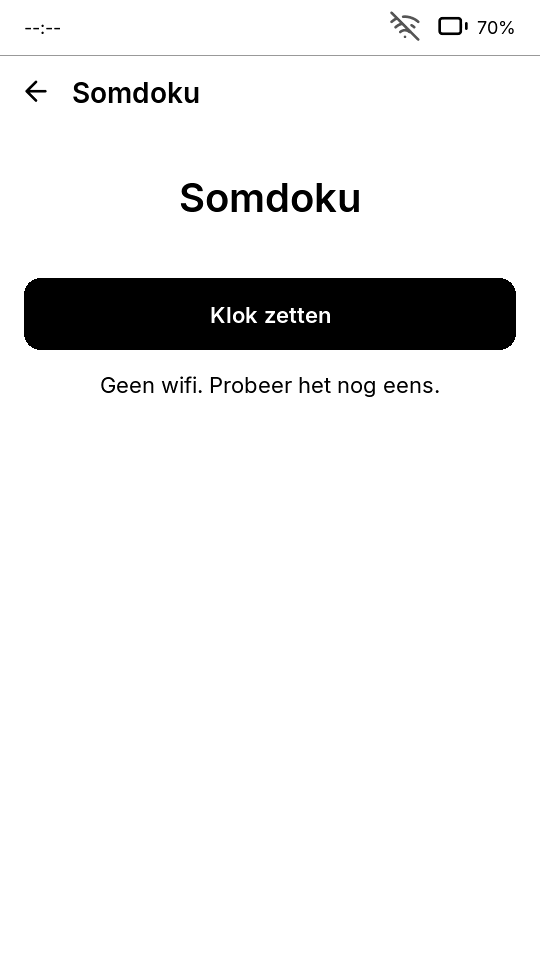 --:--
70%
Somdoku
Somdoku
Klok zetten
Geen wifi. Probeer het nog eens.